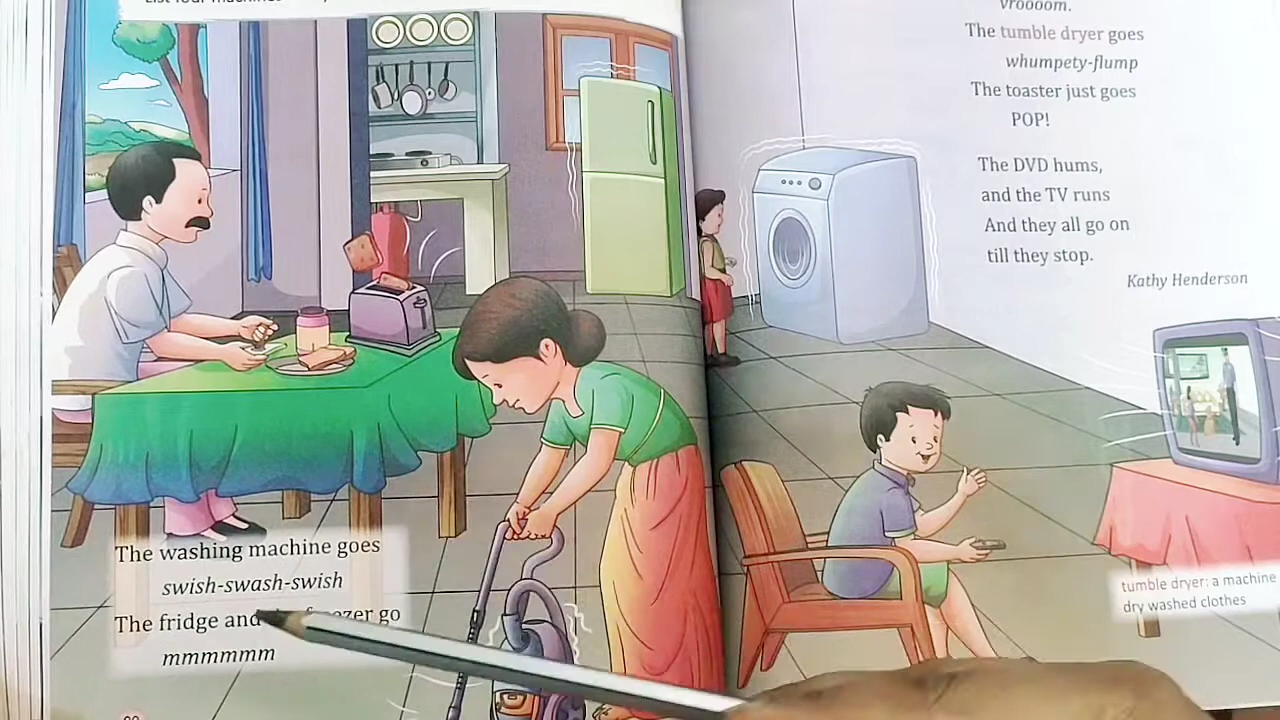 The washing machine goes
swish-swash-swish
The fridge and freezer go
mmmmmm
vroooom.
The tumble dryer goes
whumpety-flump
The toaster just goes
POP!
The DVD hums,
and the TV runs
And they all go on
till they stop.
Kathy Henderson
tumble dryer: a machine
dry washed clothes